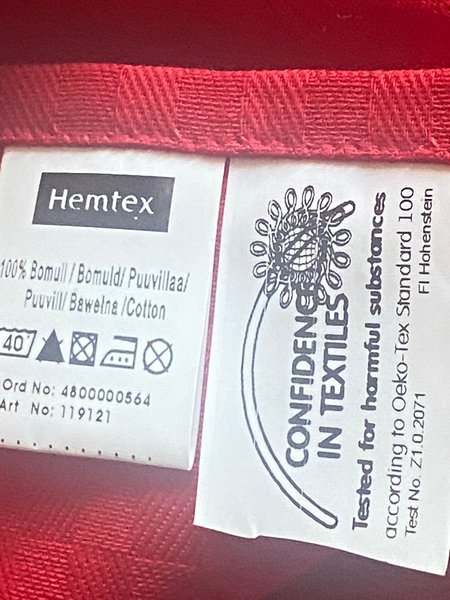 Hemtex
100% Bomull / Bomuld/ Puuvillaa/
Puuvill/ Bawełna /Cotton
40°
Ord No: 4800000564
Art No: 119121
CONFIDENCE
IN TEXTILES
Tested for harmful substances
according to Oeko-Tex Standard 100
Test No. Z1.0.2071
FI Hohenstein